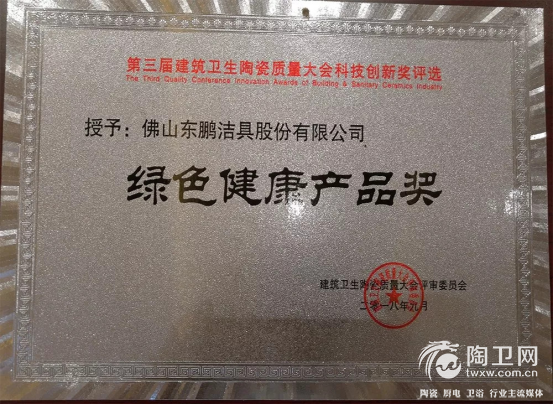 第三届建筑卫生陶瓷质量大会科技创新奖评选
The Third Quality Conference Innovation Awards of Building & Sanitary Ceramics Industry
授予：佛山东鹏洁具股份有限公司
绿色健康产品奖
建筑卫生陶瓷质量大会评审委员会
二零一八年九月
陶卫网
twxw.com.cn
陶瓷 厨电 卫浴 行业主流媒体